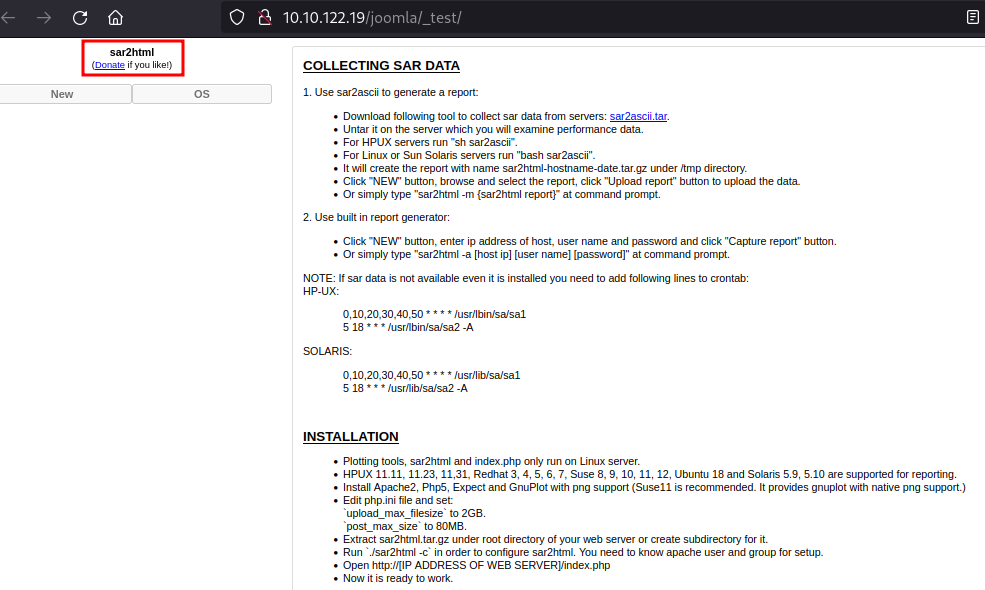 10.10.122.19/joomla/_test/
sar2html
(Donate if you like!)
New OS
COLLECTING SAR DATA
1. Use sar2ascii to generate a report:
• Download following tool to collect sar data from servers: sar2ascii.tar.
• Untar it on the server which you will examine performance data.
• For HPUX servers run "sh sar2ascii".
• For Linux or Sun Solaris servers run "bash sar2ascii".
• It will create the report with name sar2html-hostname-date.tar.gz under /tmp directory.
• Click "NEW" button, browse and select the report, click "Upload report" button to upload the data.
• Or simply type "sar2html -m {sar2html report}" at command prompt.
2. Use built in report generator:
• Click "NEW" button, enter ip address of host, user name and password and click "Capture report" button.
• Or simply type "sar2html -a [host ip] [user name] [password]" at command prompt.
NOTE: If sar data is not available even it is installed you need to add following lines to crontab:
HP-UX:
0,10,20,30,40,50 * * * * /usr/lbin/sa/sa1
5 18 * * * /usr/lbin/sa/sa2 -A
SOLARIS:
0,10,20,30,40,50 * * * * /usr/lib/sa/sa1
5 18 * * * /usr/lib/sa/sa2 -A
INSTALLATION
• Plotting tools, sar2html and index.php only run on Linux server.
• HPUX 11.11, 11.23, 11,31, Redhat 3, 4, 5, 6, 7, Suse 8, 9, 10, 11, 12, Ubuntu 18 and Solaris 5.9, 5.10 are supported for reporting.
• Install Apache2, Php5, Expect and GnuPlot with png support (Suse11 is recommended. It provides gnuplot with native png support.)
• Edit php.ini file and set:
`upload_max_filesize` to 2GB.
`post_max_size` to 80MB.
• Extract sar2html.tar.gz under root directory of your web server or create subdirectory for it.
• Run `./sar2html -c` in order to configure sar2html. You need to know apache user and group for setup.
• Open http://[IP ADDRESS OF WEB SERVER]/index.php
• Now it is ready to work.